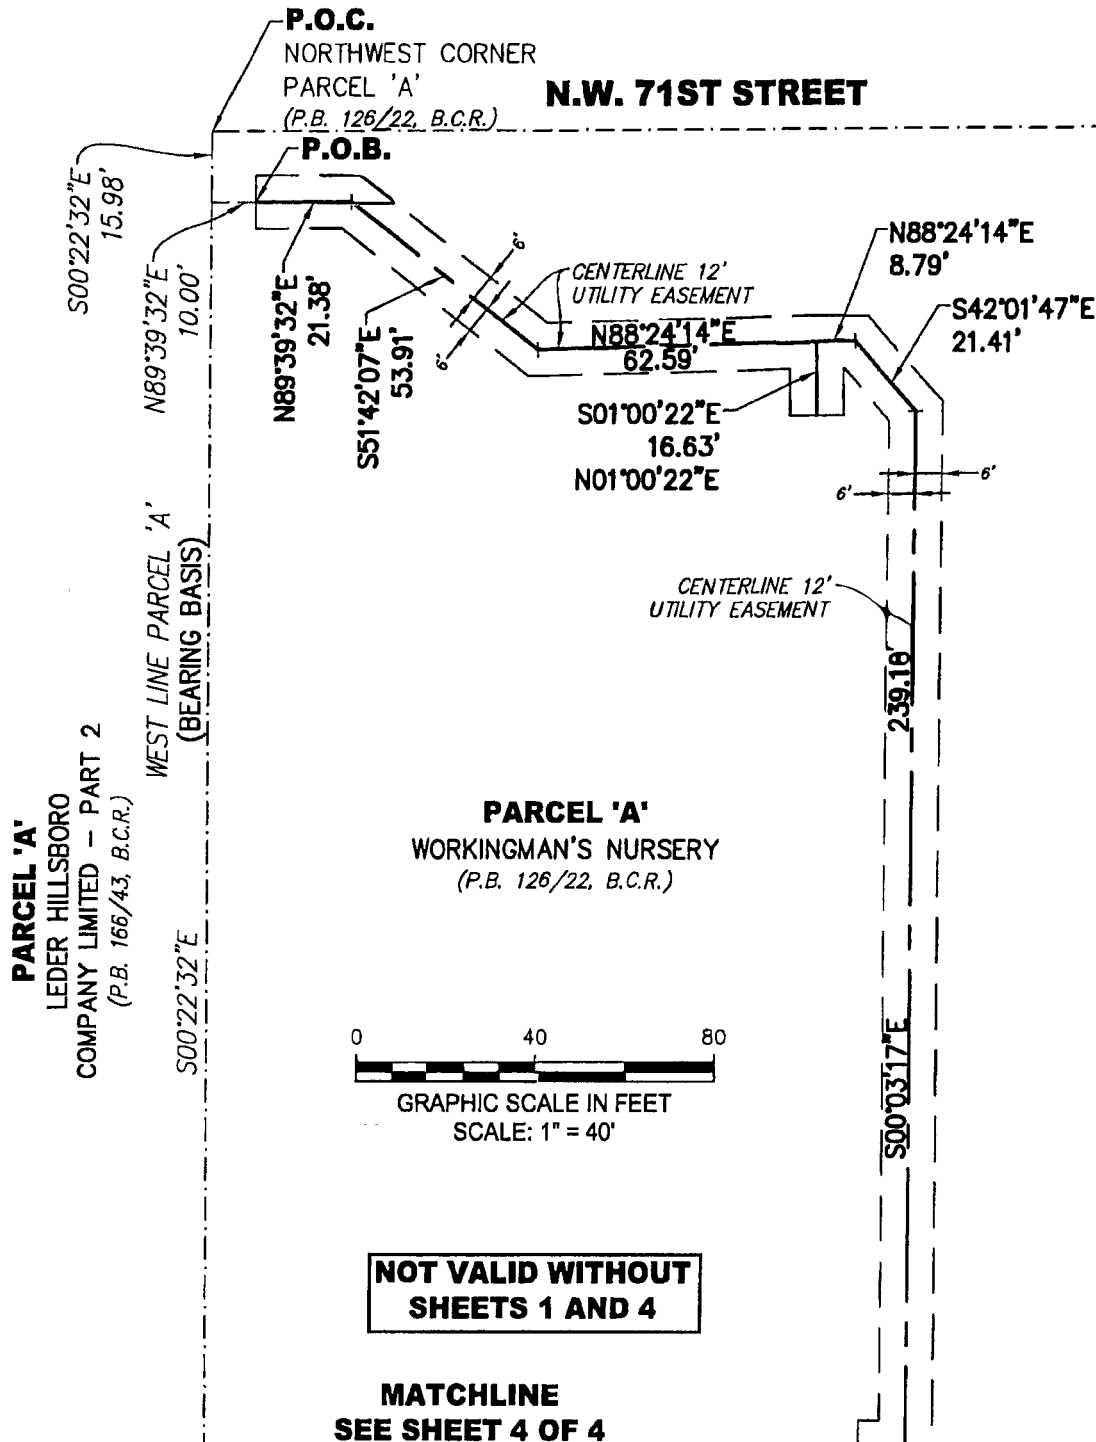 P.O.C.
NORTHWEST CORNER
PARCEL 'A'
(P.B. 126/22, B.C.R.)
N.W. 71ST STREET
P.O.B.
S00°22'32"E
15.98'
N89°39'32"E
10.00'
N89°39'32"E
21.38'
S51°42'07"E
53.91'
6'
6'
CENTERLINE 12'
UTILITY EASEMENT
N88°24'14"E
62.59'
N88°24'14"E
8.79'
S42°01'47"E
21.41'
S01°00'22"E
16.63'
N01°00'22"E
6'
6'
CENTERLINE 12'
UTILITY EASEMENT
239.18'
S00°03'17"E
WEST LINE PARCEL 'A'
(BEARING BASIS)
S00°22'32"E
PARCEL 'A'
LEDER HILLSBORO
COMPANY LIMITED - PART 2
(P.B. 166/43, B.C.R.)
PARCEL 'A'
WORKINGMAN'S NURSERY
(P.B. 126/22, B.C.R.)
0 40 80
GRAPHIC SCALE IN FEET
SCALE: 1" = 40'
NOT VALID WITHOUT
SHEETS 1 AND 4
MATCHLINE
SEE SHEET 4 OF 4